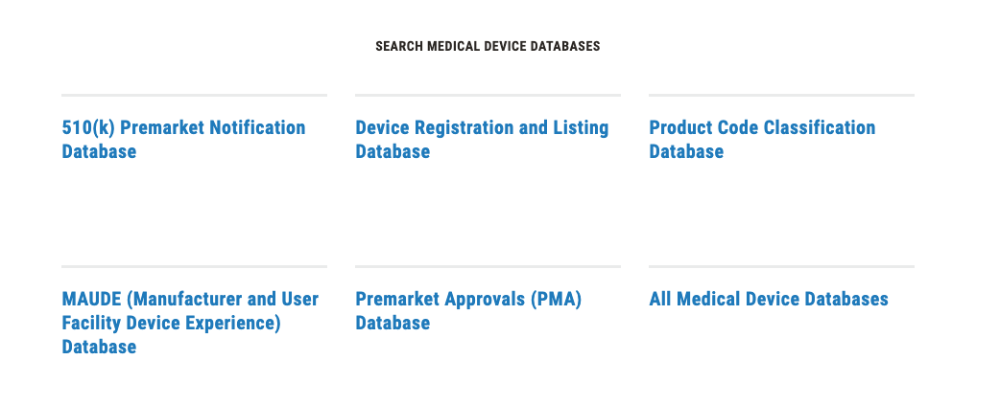 SEARCH MEDICAL DEVICE DATABASES
510(k) Premarket Notification
Database
Device Registration and Listing
Database
Product Code Classification
Database
MAUDE (Manufacturer and User
Facility Device Experience)
Database
Premarket Approvals (PMA)
Database
All Medical Device Databases